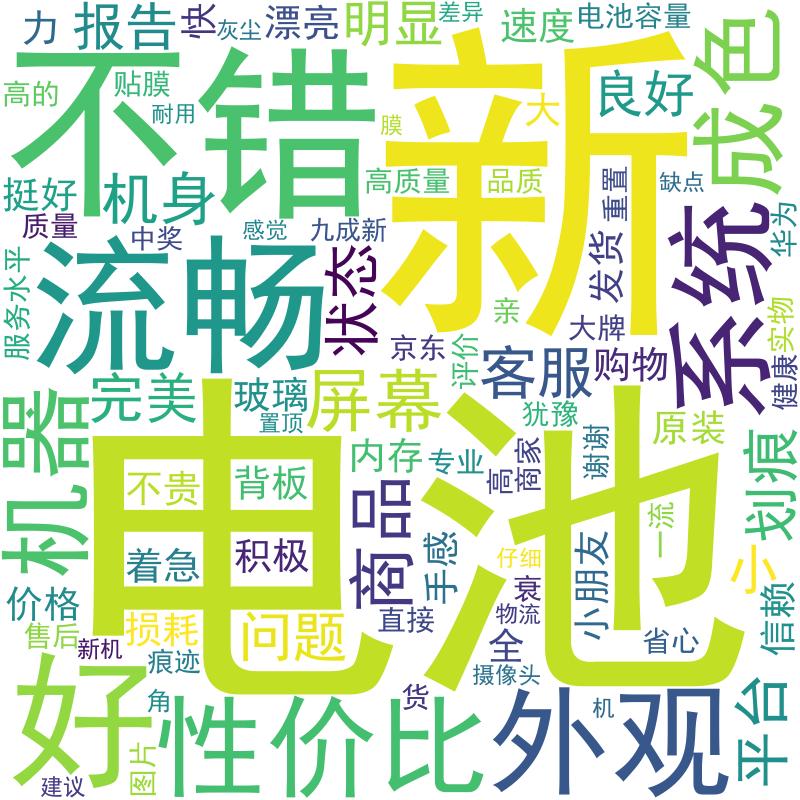 力
报告
快
灰尘
漂亮
明显
差异
速度
电池容量
不错
新
成色
高的
贴膜
耐用
膜
大
良好
挺好
机身
高质量
品质
重置
缺点
质量
中奖
感觉
九成新
发货
华为
服务水平
流畅
状态
亲
大牌
系统
实物
京东
评价
客服
购物
健康
机器
完美
玻璃
置顶
屏幕
犹豫
原装
电池
不贵
背板
内存
专业
高
商家
谢谢
划痕
着急
积极
商品
手感
仔细
一流
小
价格
损耗
问题
直接
衰
物流
全
小朋友
省心
信赖
售后
新机
痕迹
摄像头
好
角
性价比
货
外观
机
平台
建议
图片